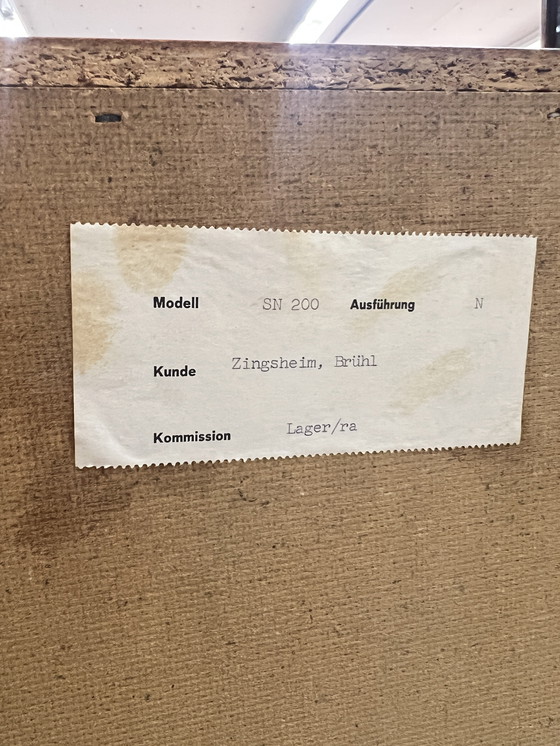 Modell SN 200 Ausführung N
Kunde Zingsheim, Brühl
Kommission Lager/ra